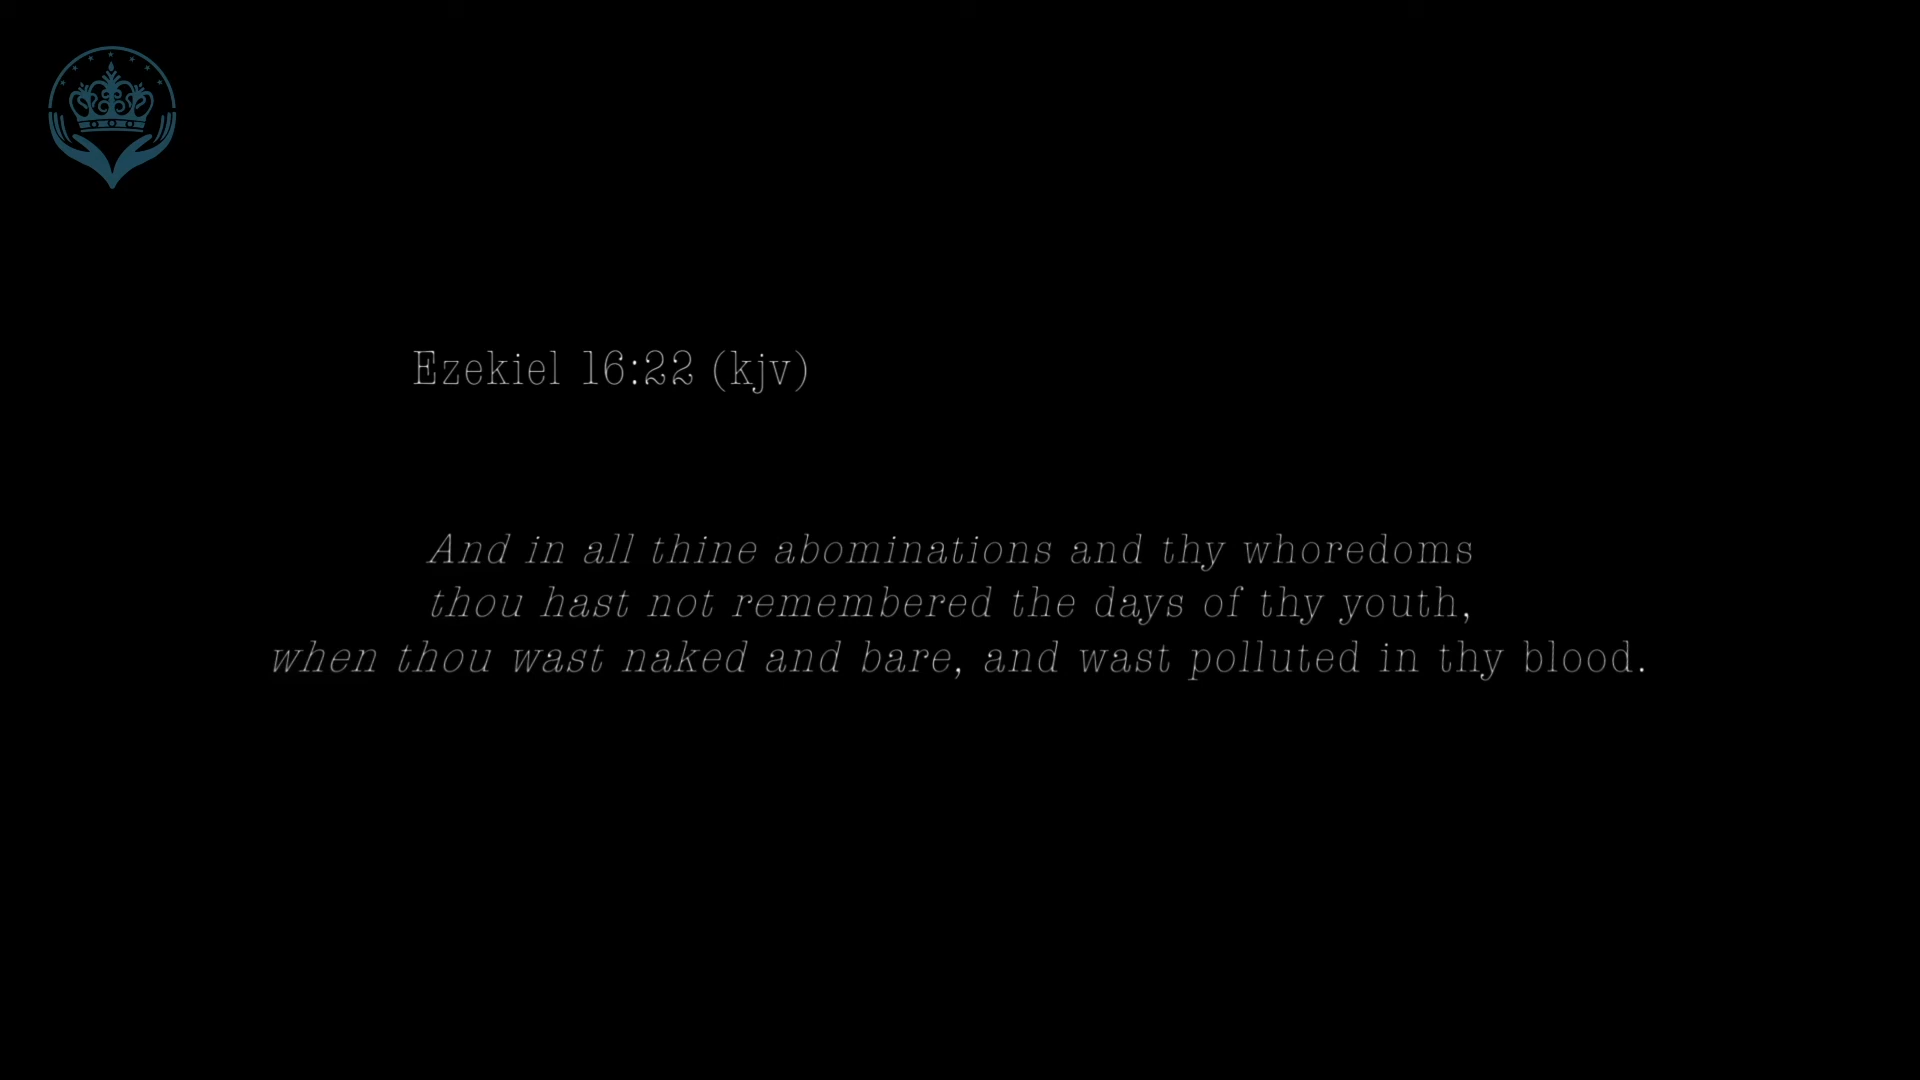 Ezekiel 16:22 (kjv)
And in all thine abominations and thy whoredoms
thou hast not remembered the days of thy youth,
when thou wast naked and bare, and wast polluted in thy blood.